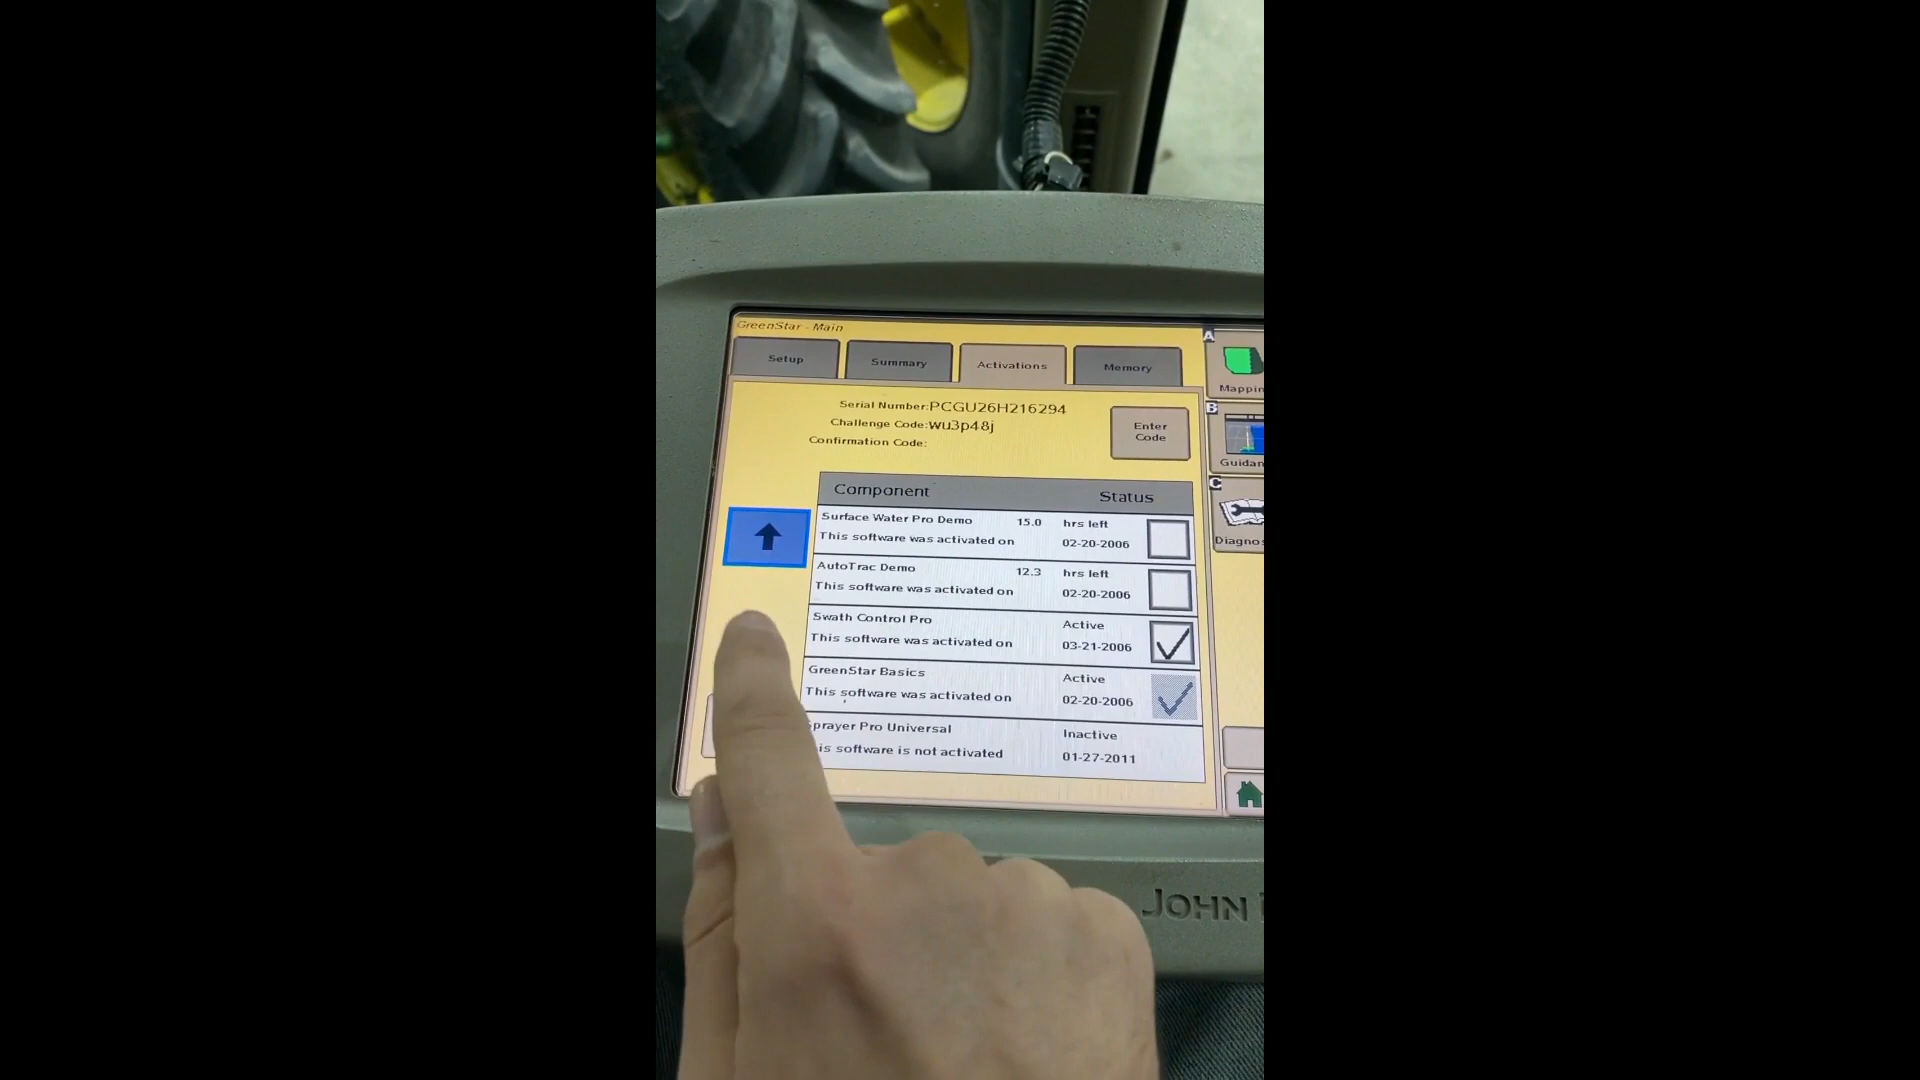 GreenStar - Main
Setup
Summary
Activations
Memory
Serial Number:PCGU26H216294
Challenge Code:wu3p48j
Confirmation Code:
Enter
Code
Component Status
Surface Water Pro Demo 15.0 hrs left
This software was activated on 02-20-2006
AutoTrac Demo 12.3 hrs left
This software was activated on 02-20-2006
Swath Control Pro Active
This software was activated on 03-21-2006
GreenStar Basics Active
This software was activated on 02-20-2006
prayer Pro Universal Inactive
is software is not activated 01-27-2011
A
Mappin
B
Guidan
C
Diagno
JOHN